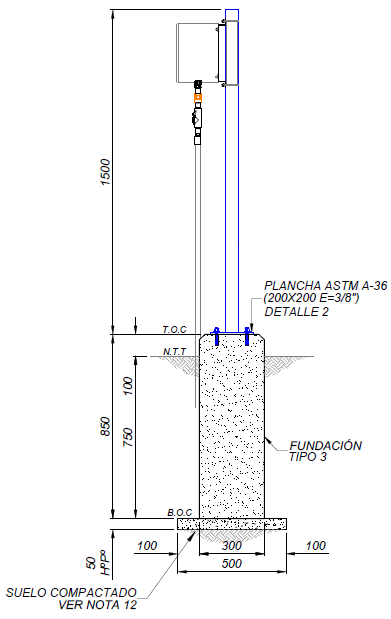 1500
PLANCHA ASTM A-36
(200X200 E=3/8")
DETALLE 2
T.O.C
N.T.T
100
850
750
FUNDACIÓN
TIPO 3
B.O.C
100
300
100
500
50
HºPº
SUELO COMPACTADO
VER NOTA 12